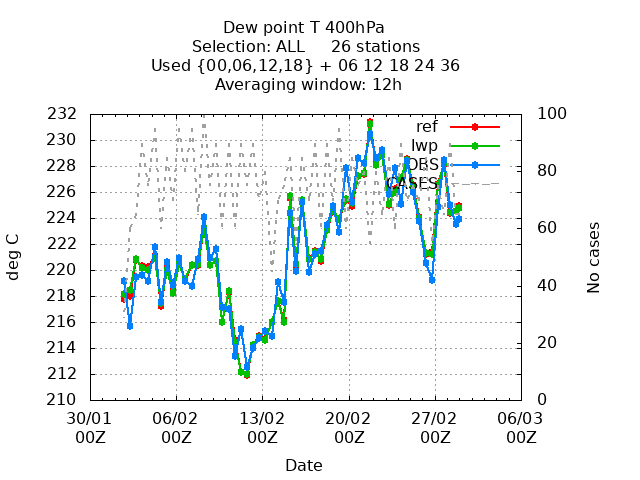 Dew point T 400hPa
Selection: ALL 26 stations
Used {00,06,12,18} + 06 12 18 24 36
Averaging window: 12h
232
230
228
226
224
222
220
218
216
214
212
210
deg C
100
80
60
40
20
0
No cases
ref
lwp
OBS
CASES
30/01 06/02 13/02 20/02 27/02 06/03
00Z 00Z 00Z 00Z 00Z 00Z
Date